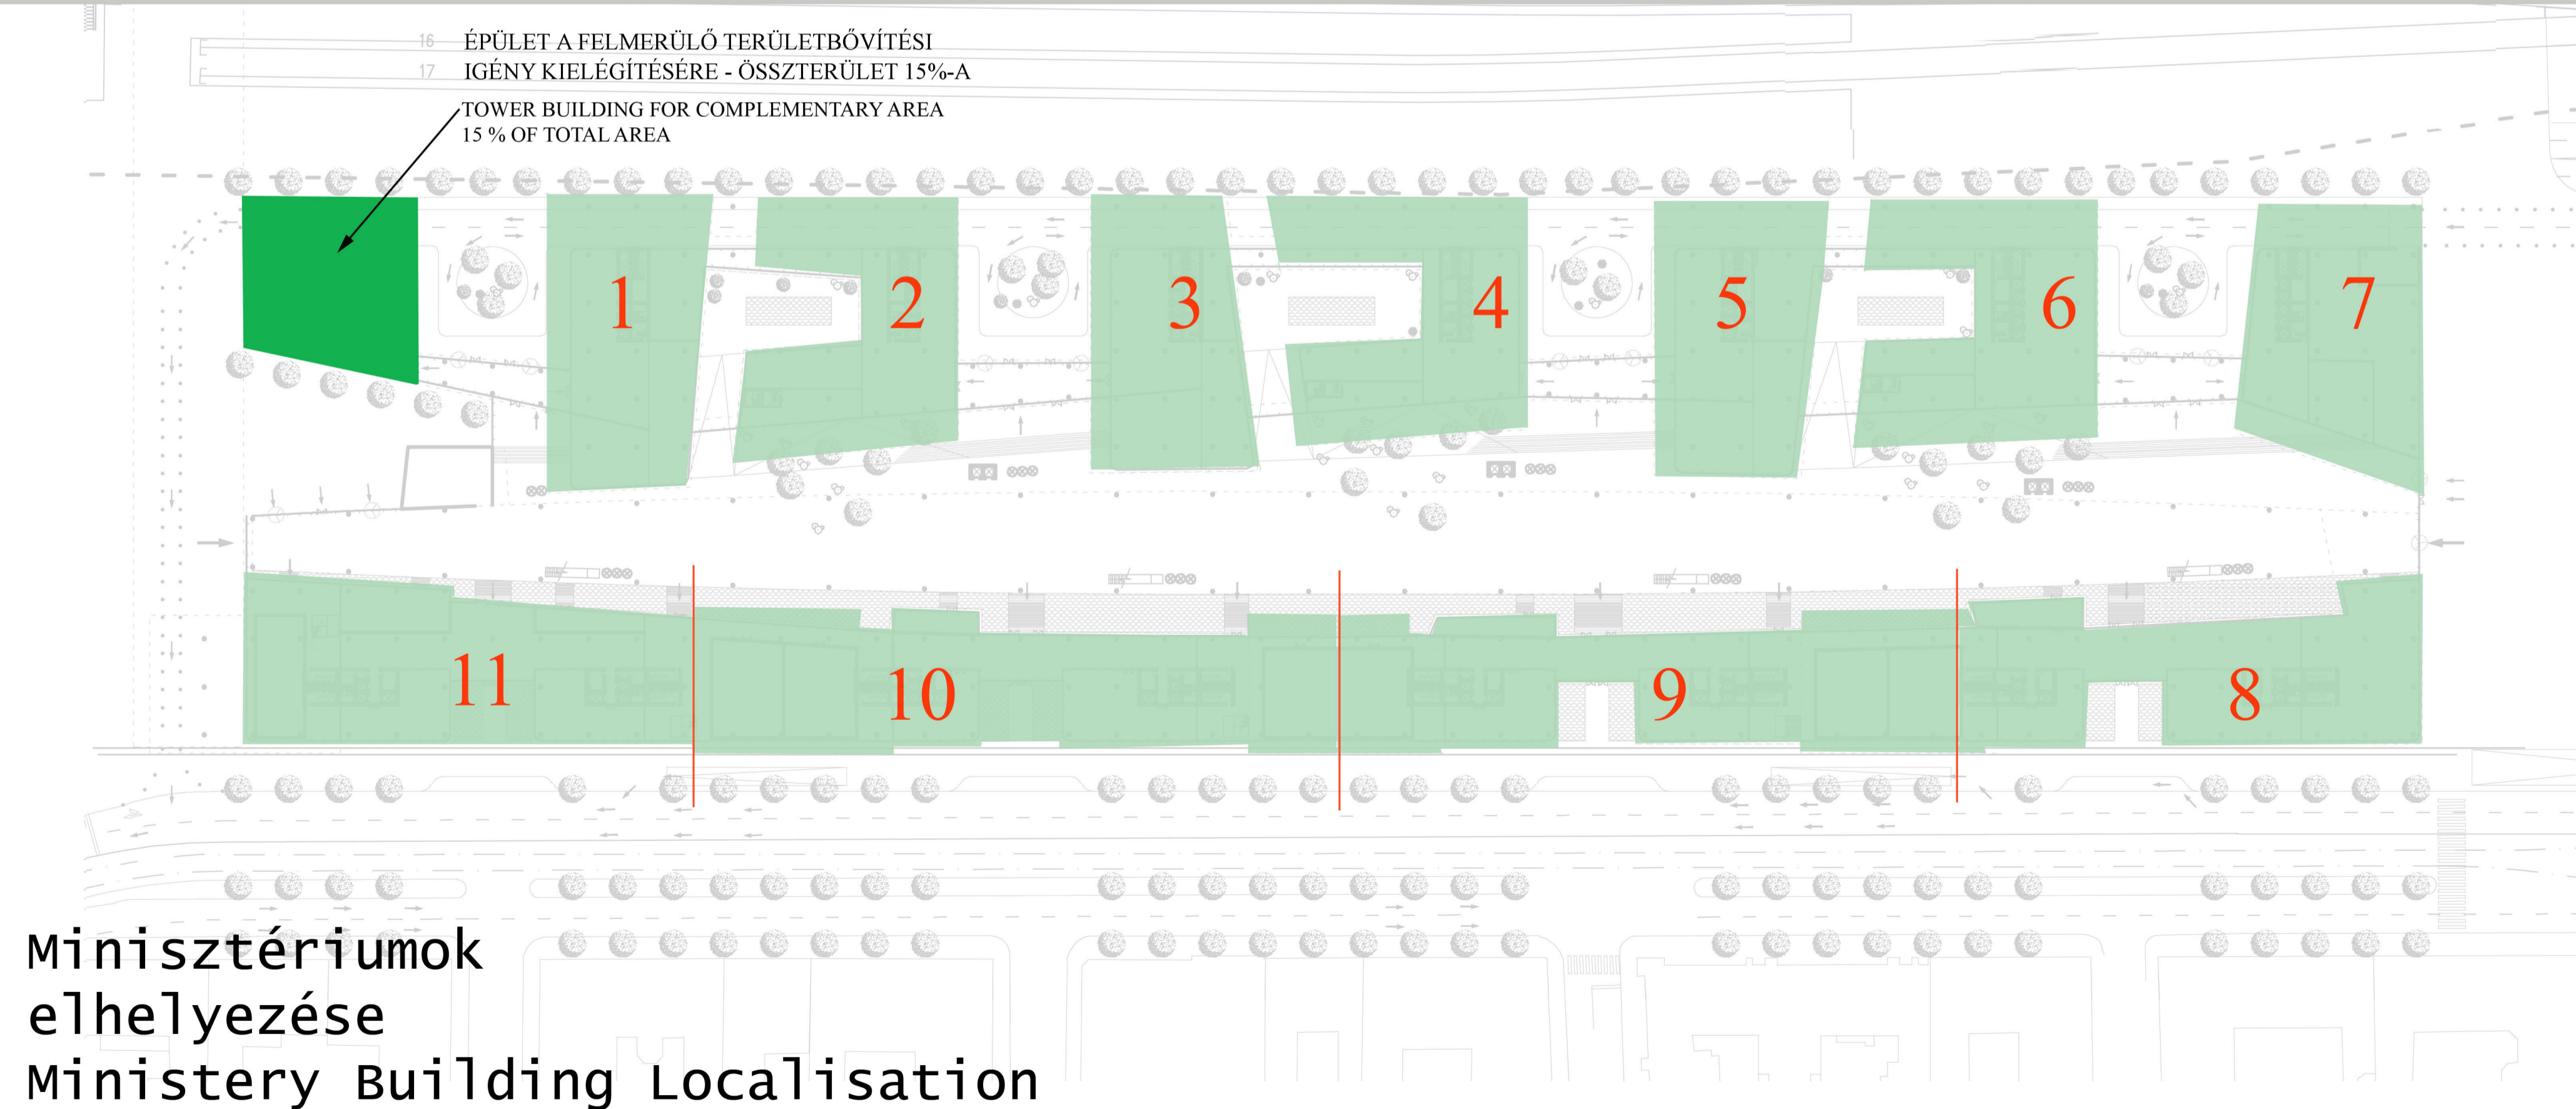 16 ÉPÜLET A FELMERÜLŐ TERÜLETBŐVÍTÉSI
17 IGÉNY KIELÉGÍTÉSÉRE - ÖSSZTERÜLET 15%-A
TOWER BUILDING FOR COMPLEMENTARY AREA
15 % OF TOTAL AREA
1 2 3 4 5 6 7
11 10 9 8
Minisztériumok
elhelyezése
Ministery Building Localisation